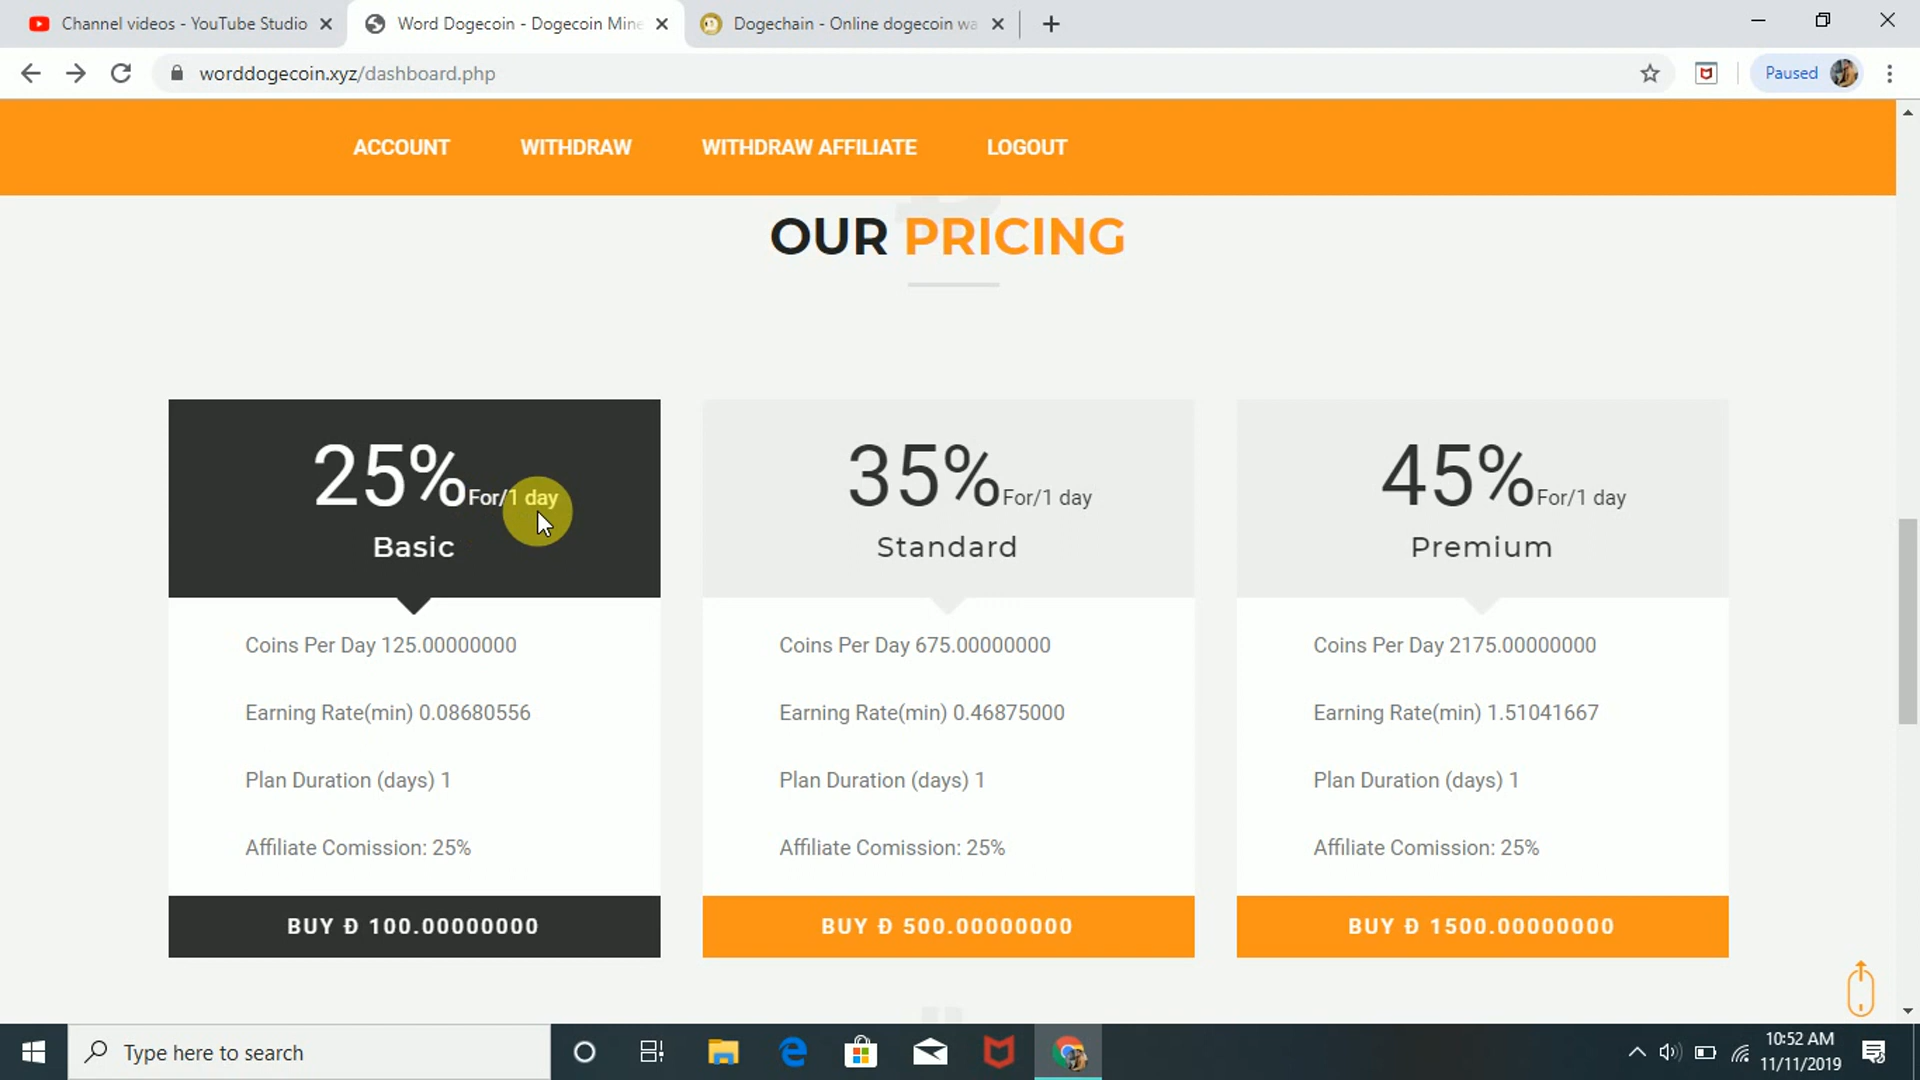 Channel videos - YouTube Studio
Word Dogecoin - Dogecoin Mine
Dogechain - Online dogecoin wa
worddogecoin.xyz/dashboard.php
Paused
ACCOUNT WITHDRAW WITHDRAW AFFILIATE LOGOUT
OUR PRICING
25% For/1 day
Basic
Coins Per Day 125.00000000
Earning Rate(min) 0.08680556
Plan Duration (days) 1
Affiliate Comission: 25%
BUY Đ 100.00000000
35% For/1 day
Standard
Coins Per Day 675.00000000
Earning Rate(min) 0.46875000
Plan Duration (days) 1
Affiliate Comission: 25%
BUY Đ 500.00000000
45% For/1 day
Premium
Coins Per Day 2175.00000000
Earning Rate(min) 1.51041667
Plan Duration (days) 1
Affiliate Comission: 25%
BUY Đ 1500.00000000
Type here to search
10:52 AM
11/11/2019